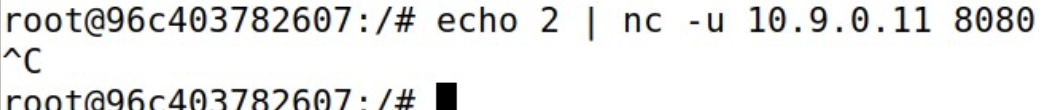 root@96c403782607:/# echo 2 | nc -u 10.9.0.11 8080
^C
root@96c403782607:/#